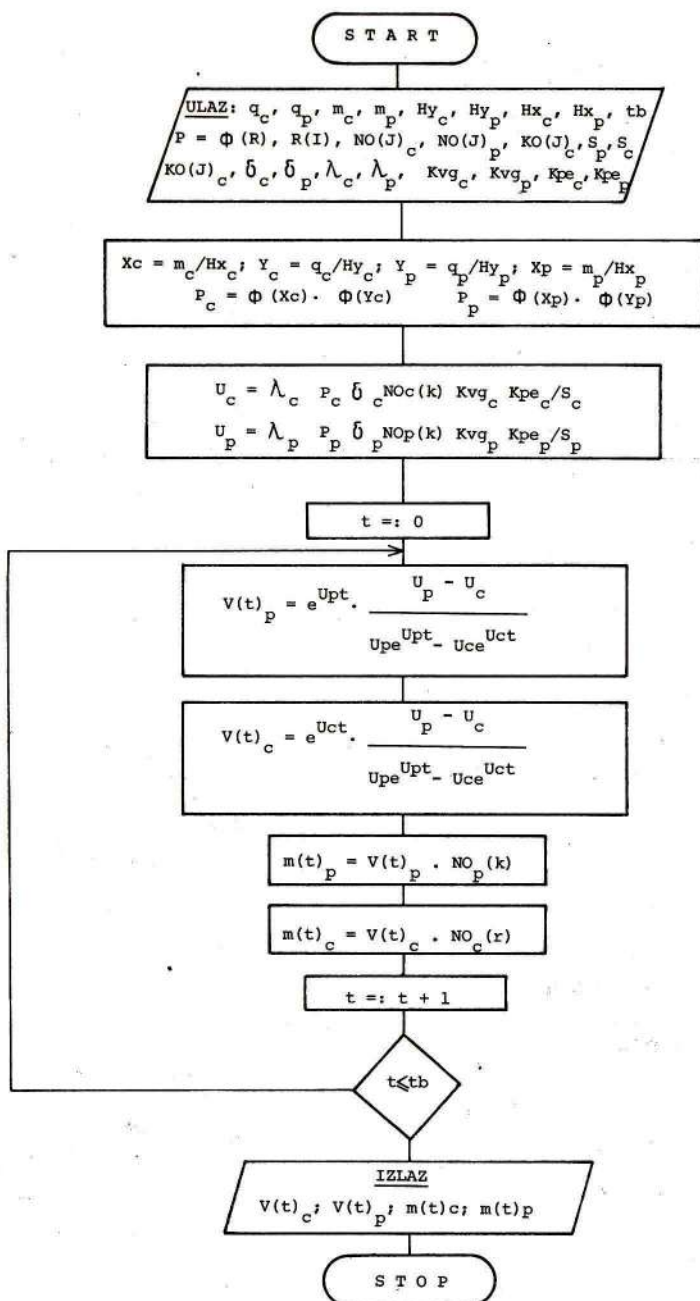 S T A R T
ULAZ: q_c, q_p, m_c, m_p, Hy_c, Hy_p, Hx_c, Hx_p, tb
P = Φ(R), R(I), NO(J)_c, NO(J)_p, KO(J)_c, S_p, S_c
KO(J)_c, δ_c, δ_p, λ_c, λ_p, Kvg_c, Kvg_p, Kpe_c, Kpe_p
Xc = m_c/Hx_c; Y_c = q_c/Hy_c; Y_p = q_p/Hy_p; Xp = m_p/Hx_p
P_c = Φ(Xc) · Φ(Yc) P_p = Φ(Xp) · Φ(Yp)
U_c = λ_c P_c δ_c NOc(k) Kvg_c Kpe_c/S_c
U_p = λ_p P_p δ_p NOp(k) Kvg_p Kpe_p/S_p
t =: 0
V(t)_p = e^Upt · U_p - U_c
Upe^Upt - Uce^Uct
V(t)_c = e^Uct · U_p - U_c
Upe^Upt - Uce^Uct
m(t)_p = V(t)_p . NO_p(k)
m(t)_c = V(t)_c . NO_c(r)
t =: t + 1
t⩽tb
IZLAZ
V(t)_c; V(t)_p; m(t)c; m(t)p
S T O P